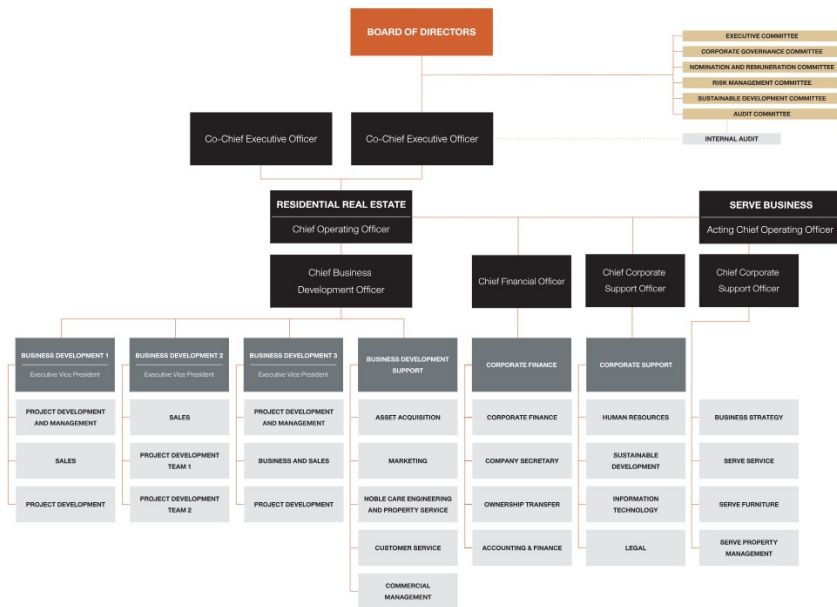 BOARD OF DIRECTORS
EXECUTIVE COMMITTEE
CORPORATE GOVERNANCE COMMITTEE
NOMINATION AND REMUNERATION COMMITTEE
RISK MANAGEMENT COMMITTEE
SUSTAINABLE DEVELOPMENT COMMITTEE
AUDIT COMMITTEE
INTERNAL AUDIT
Co-Chief Executive Officer
Co-Chief Executive Officer
RESIDENTIAL REAL ESTATE
Chief Operating Officer
SERVE BUSINESS
Acting Chief Operating Officer
Chief Business
Development Officer
Chief Financial Officer
Chief Corporate
Support Officer
Chief Corporate
Support Officer
BUSINESS DEVELOPMENT 1
Executive Vice President
BUSINESS DEVELOPMENT 2
Executive Vice President
BUSINESS DEVELOPMENT 3
Executive Vice President
BUSINESS DEVELOPMENT
SUPPORT
CORPORATE FINANCE
CORPORATE SUPPORT
PROJECT DEVELOPMENT
AND MANAGEMENT
SALES
PROJECT DEVELOPMENT
AND MANAGEMENT
ASSET ACQUISITION
CORPORATE FINANCE
HUMAN RESOURCES
BUSINESS STRATEGY
SALES
PROJECT DEVELOPMENT
TEAM 1
BUSINESS AND SALES
MARKETING
COMPANY SECRETARY
SUSTAINABLE
DEVELOPMENT
SERVE SERVICE
PROJECT DEVELOPMENT
PROJECT DEVELOPMENT
TEAM 2
PROJECT DEVELOPMENT
NOBLE CARE ENGINEERING
AND PROPERTY SERVICE
OWNERSHIP TRANSFER
INFORMATION
TECHNOLOGY
SERVE FURNITURE
CUSTOMER SERVICE
ACCOUNTING & FINANCE
LEGAL
SERVE PROPERTY
MANAGEMENT
COMMERCIAL
MANAGEMENT